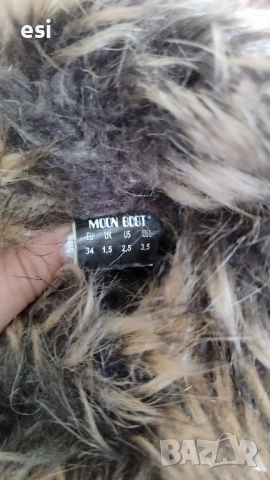 esi
MOON BOOT
EU UK US
34 1,5 2,5 3,5
BAZAR